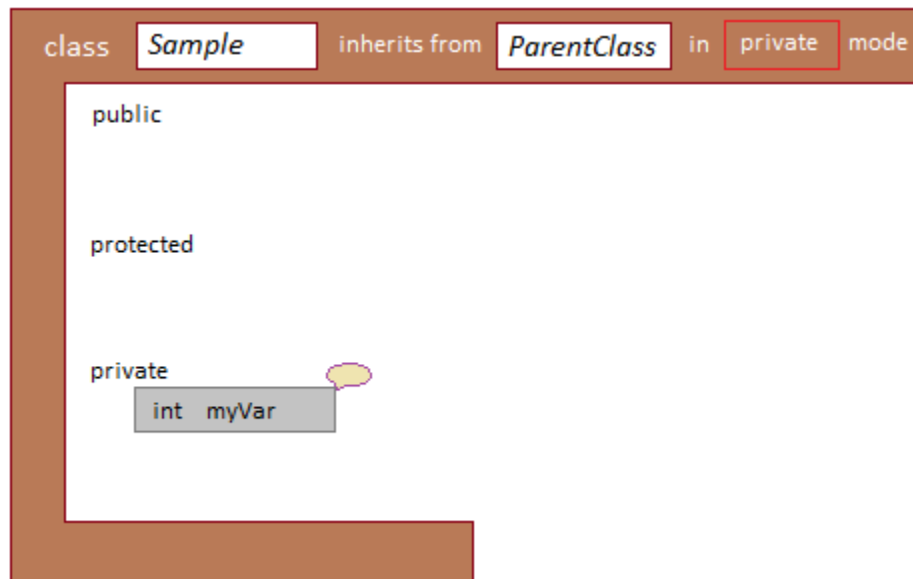 class Sample inherits from ParentClass in private mode
public
protected
private
int myVar